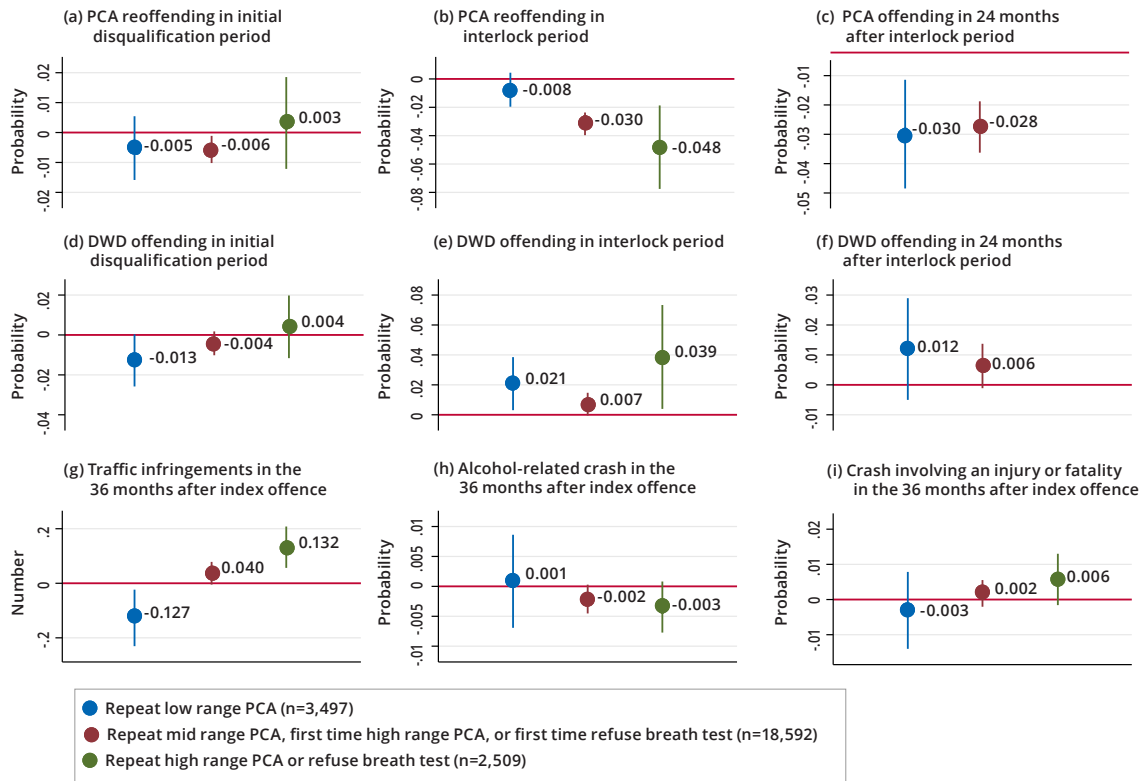 (a) PCA reoffending in initial
disqualification period
Probability
.02
.01
0
-.01
-.02
-0.005
-0.006
0.003
(b) PCA reoffending in
interlock period
Probability
0
-.02
-.04
-.06
-.08
-0.008
-0.030
-0.048
(c) PCA offending in 24 months
after interlock period
Probability
-.01
-.02
-.03
-.04
-.05
-0.030
-0.028
(d) DWD offending in initial
disqualification period
Probability
.02
0
-.02
-.04
-0.013
-0.004
0.004
(e) DWD offending in interlock period
Probability
.08
.06
.04
.02
0
0.021
0.007
0.039
(f) DWD offending in 24 months
after interlock period
Probability
.03
.02
.01
0
-.01
0.012
0.006
(g) Traffic infringements in the
36 months after index offence
Number
.2
0
-.2
-0.127
0.040
0.132
(h) Alcohol-related crash in the
36 months after index offence
Probability
.01
.005
0
-.005
-.01
0.001
-0.002
-0.003
(i) Crash involving an injury or fatality
in the 36 months after index offence
Probability
.02
.01
0
-.01
-0.003
0.002
0.006
Repeat low range PCA (n=3,497)
Repeat mid range PCA, first time high range PCA, or first time refuse breath test (n=18,592)
Repeat high range PCA or refuse breath test (n=2,509)